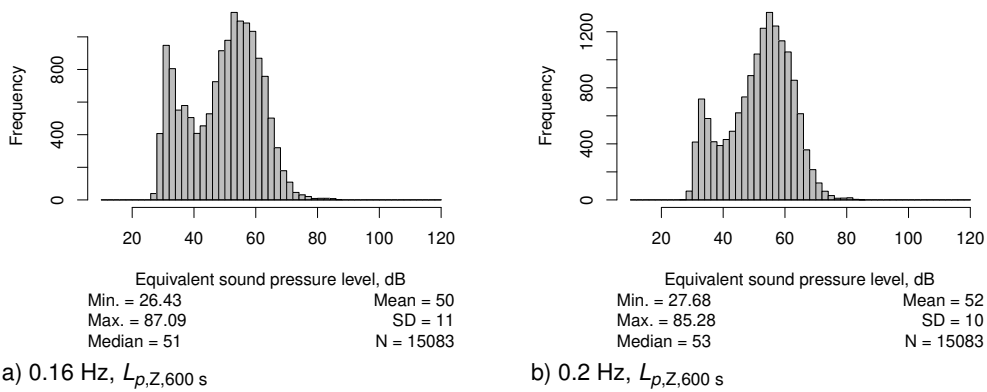 Frequency
0 400 800
20 40 60 80 100 120
Equivalent sound pressure level, dB
Min. = 26.43 Mean = 50
Max. = 87.09 SD = 11
Median = 51 N = 15083
a) 0.16 Hz, Lp,Z,600 s
Frequency
0 400 800 1200
20 40 60 80 100 120
Equivalent sound pressure level, dB
Min. = 27.68 Mean = 52
Max. = 85.28 SD = 10
Median = 53 N = 15083
b) 0.2 Hz, Lp,Z,600 s